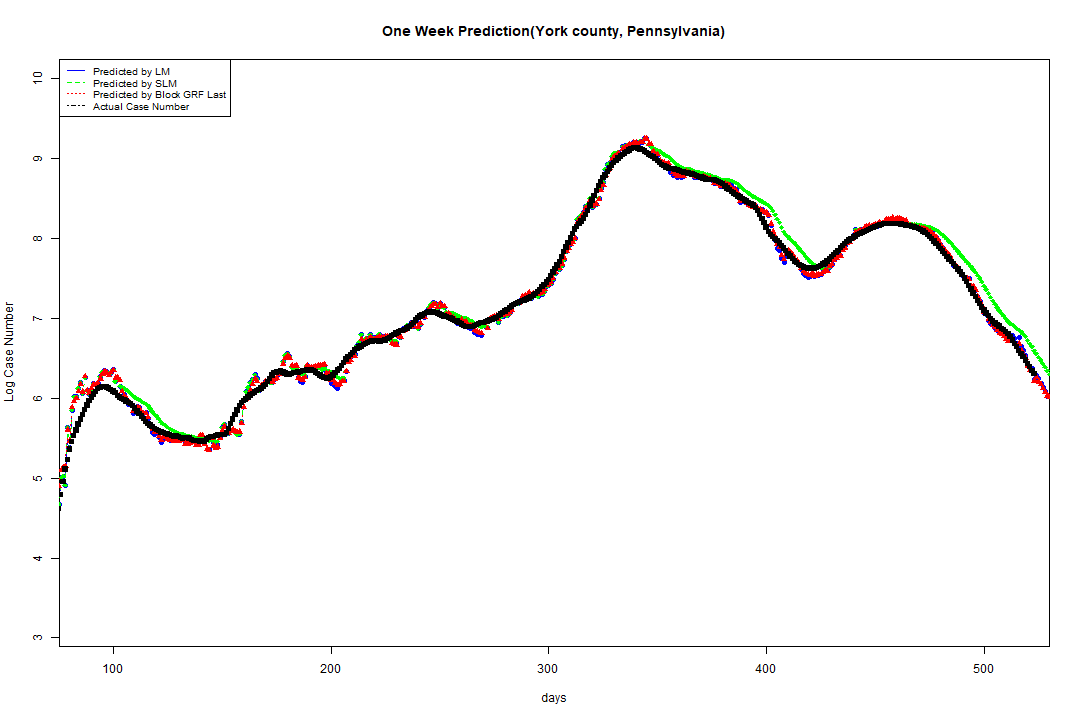 One Week Prediction(York county, Pennsylvania)
Predicted by LM
Predicted by SLM
Predicted by Block GRF Last
Actual Case Number
10
9
8
7
6
5
4
3
Log Case Number
100 200 300 400 500
days